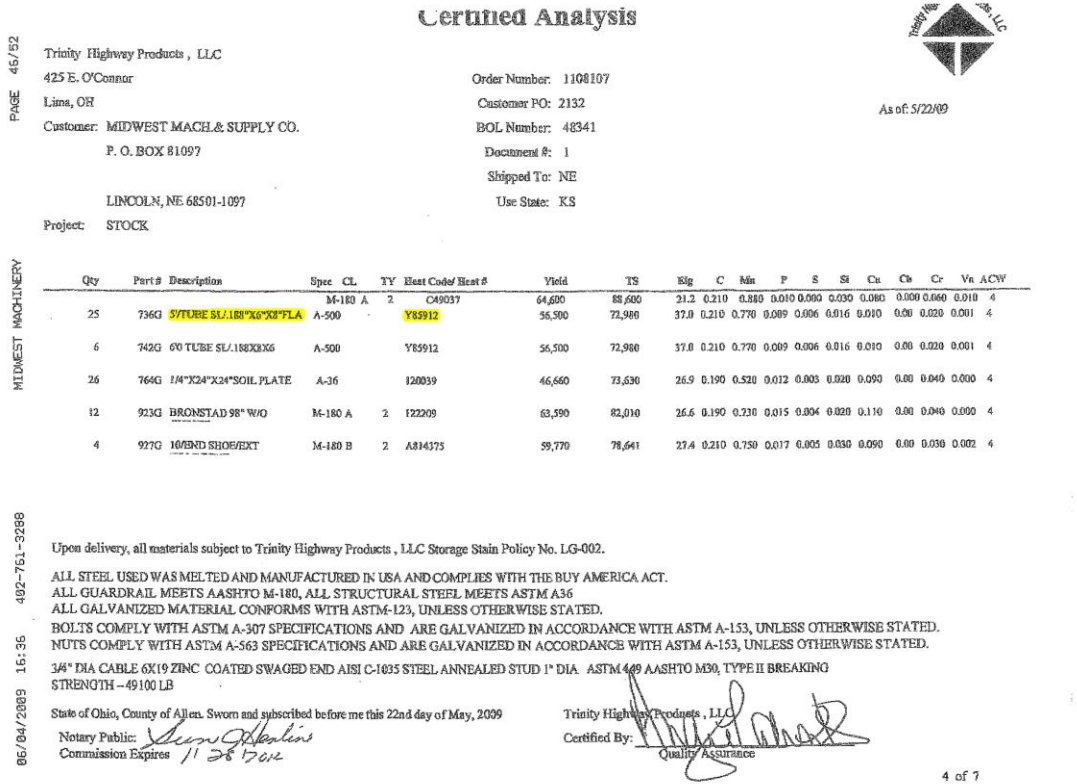 Certified Analysis
Trinity Highway Products, LLC
PAGE 46/52
MIDWEST MACHINERY
402-761-3288
06/04/2009 15:36
Trinity Highway Products , LLC
425 E. O'Connor
Lima, OH
Customer: MIDWEST MACH.& SUPPLY CO.
P. O. BOX 81097
LINCOLN, NE 68501-1097
Project: STOCK
Order Number: 1108107
Customer PO: 2132
BOL Number: 48341
Document #: 1
Shipped To: NE
Use State: KS
As of: 5/22/09
Qty Part# Description Spec CL TY Heat Code/ Heat # Yield TS Elg C Mn P S Si Cu Cb Cr Vn ACW
M-180 A 2 C49037 64,600 88,600 21.2 0.210 0.880 0.010 0.000 0.030 0.080 0.000 0.060 0.010 4
25 736G 5'/TUBE SL/.188"X6"X8"FLA A-500 Y85912 56,500 72,980 37.0 0.210 0.770 0.009 0.006 0.016 0.010 0.00 0.020 0.001 4
6 742G 6'0 TUBE SL/.188X8X6 A-500 Y85912 56,500 72,980 37.0 0.210 0.770 0.009 0.006 0.016 0.010 0.00 0.020 0.001 4
26 764G 1/4"X24"X24"SOIL PLATE A-36 120039 46,660 73,630 26.9 0.190 0.520 0.012 0.003 0.020 0.090 0.00 0.040 0.000 4
12 923G BRONSTAD 98" W/O M-180 A 2 122209 63,590 82,010 26.6 0.190 0.730 0.015 0.004 0.020 0.110 0.00 0.040 0.000 4
4 927G 10/END SHOE/EXT M-180 B 2 A814375 59,770 78,641 27.4 0.210 0.750 0.017 0.005 0.030 0.090 0.00 0.030 0.002 4
Upon delivery, all materials subject to Trinity Highway Products , LLC Storage Stain Policy No. LG-002.
ALL STEEL USED WAS MELTED AND MANUFACTURED IN USA AND COMPLIES WITH THE BUY AMERICA ACT.
ALL GUARDRAIL MEETS AASHTO M-180, ALL STRUCTURAL STEEL MEETS ASTM A36
ALL GALVANIZED MATERIAL CONFORMS WITH ASTM-123, UNLESS OTHERWISE STATED.
BOLTS COMPLY WITH ASTM A-307 SPECIFICATIONS AND ARE GALVANIZED IN ACCORDANCE WITH ASTM A-153, UNLESS OTHERWISE STATED.
NUTS COMPLY WITH ASTM A-563 SPECIFICATIONS AND ARE GALVANIZED IN ACCORDANCE WITH ASTM A-153, UNLESS OTHERWISE STATED.
3/4" DIA CABLE 6X19 ZINC COATED SWAGED END AISI C-1035 STEEL ANNEALED STUD 1" DIA ASTM 449 AASHTO M30, TYPE II BREAKING
STRENGTH – 49100 LB
State of Ohio, County of Allen. Sworn and subscribed before me this 22nd day of May, 2009
Notary Public:
Commission Expires 11 28 2012
Trinity Highway Products , LLC
Certified By:
Quality Assurance
4 of 7